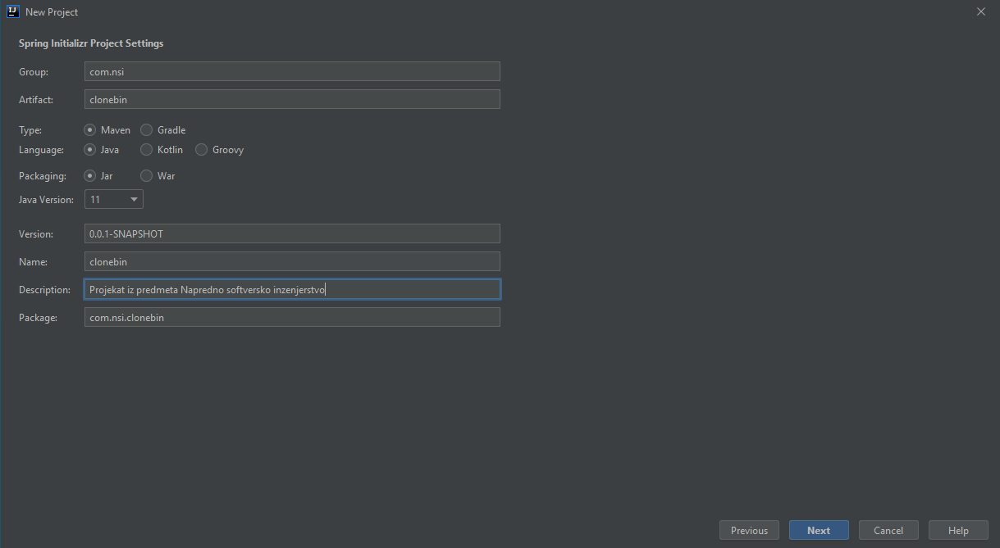 IJ
New Project
Spring Initializr Project Settings
Group: com.nsi
Artifact: clonebin
Type: Maven Gradle
Language: Java Kotlin Groovy
Packaging: Jar War
Java Version: 11
Version: 0.0.1-SNAPSHOT
Name: clonebin
Description: Projekat iz predmeta Napredno softversko inzenjerstvo
Package: com.nsi.clonebin
Previous Next Cancel Help